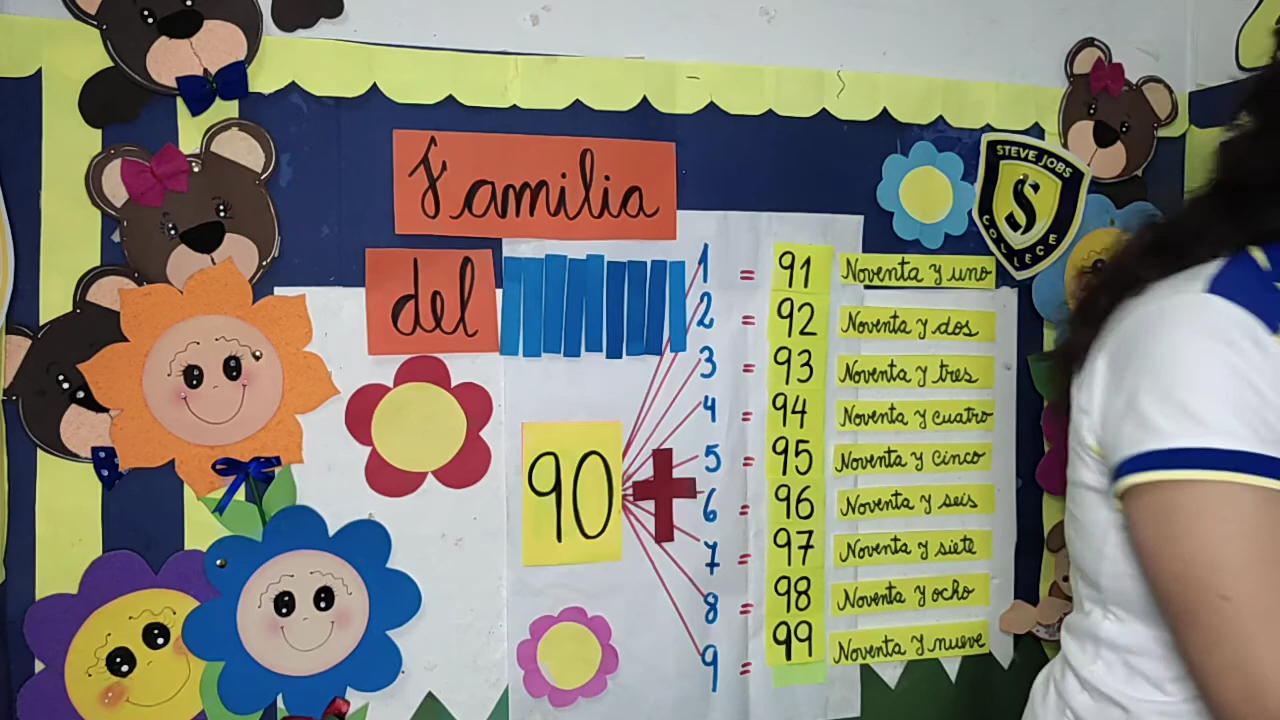 Familia
del
90
1 = 91 Noventa y uno
2 = 92 Noventa y dos
3 = 93 Noventa y tres
4 = 94 Noventa y cuatro
5 = 95 Noventa y cinco
6 = 96 Noventa y seis
7 = 97 Noventa y siete
8 = 98 Noventa y ocho
9 = 99 Noventa y nueve
STEVE JOBS
S
COLLEGE